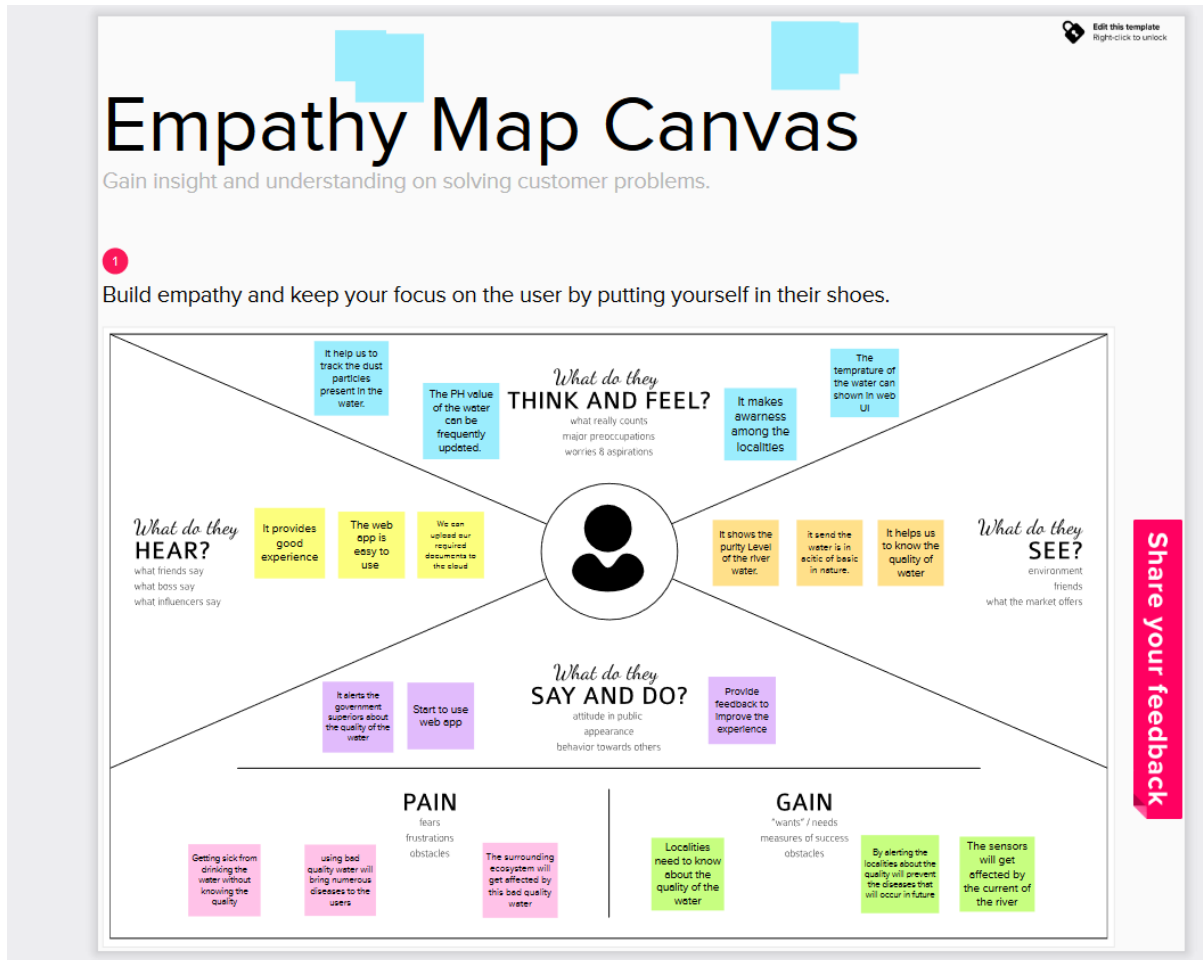 Edit this template
Right-click to unlock
Empathy Map Canvas
Gain insight and understanding on solving customer problems.
1
Build empathy and keep your focus on the user by putting yourself in their shoes.
It help us to
track the dust
particles
present in the
water.
The PH value
of the water
can be
frequently
updated.
What do they
THINK AND FEEL?
what really counts
major preoccupations
worries & aspirations
It makes
awarness
among the
localities
The
temprature of
the water can
shown in web
UI
What do they
HEAR?
what friends say
what boss say
what influencers say
It provides
good
experience
The web
app is
easy to
use
We can
upload our
required
documents to
the cloud
It shows the
purity Level
of the river
water.
it send the
water is in
acitic of basic
in nature.
It helps us
to know the
quality of
water
What do they
SEE?
environment
friends
what the market offers
Share your feedback
It alerts the
government
superiors about
the quality of the
water
Start to use
web app
What do they
SAY AND DO?
attitude in public
appearance
behavior towards others
Provide
feedback to
improve the
experience
PAIN
fears
frustrations
obstacles
Getting sick from
drinking the
water without
knowing the
quality
using bad
quality water will
bring numerous
diseases to the
users
The surrounding
ecosystem will
get affected by
this bad quality
water
GAIN
"wants" / needs
measures of success
obstacles
Localities
need to know
about the
quality of the
water
By alerting the
localities about the
quality will prevent
the diseases that
will occur in future
The sensors
will get
affected by
the current of
the river